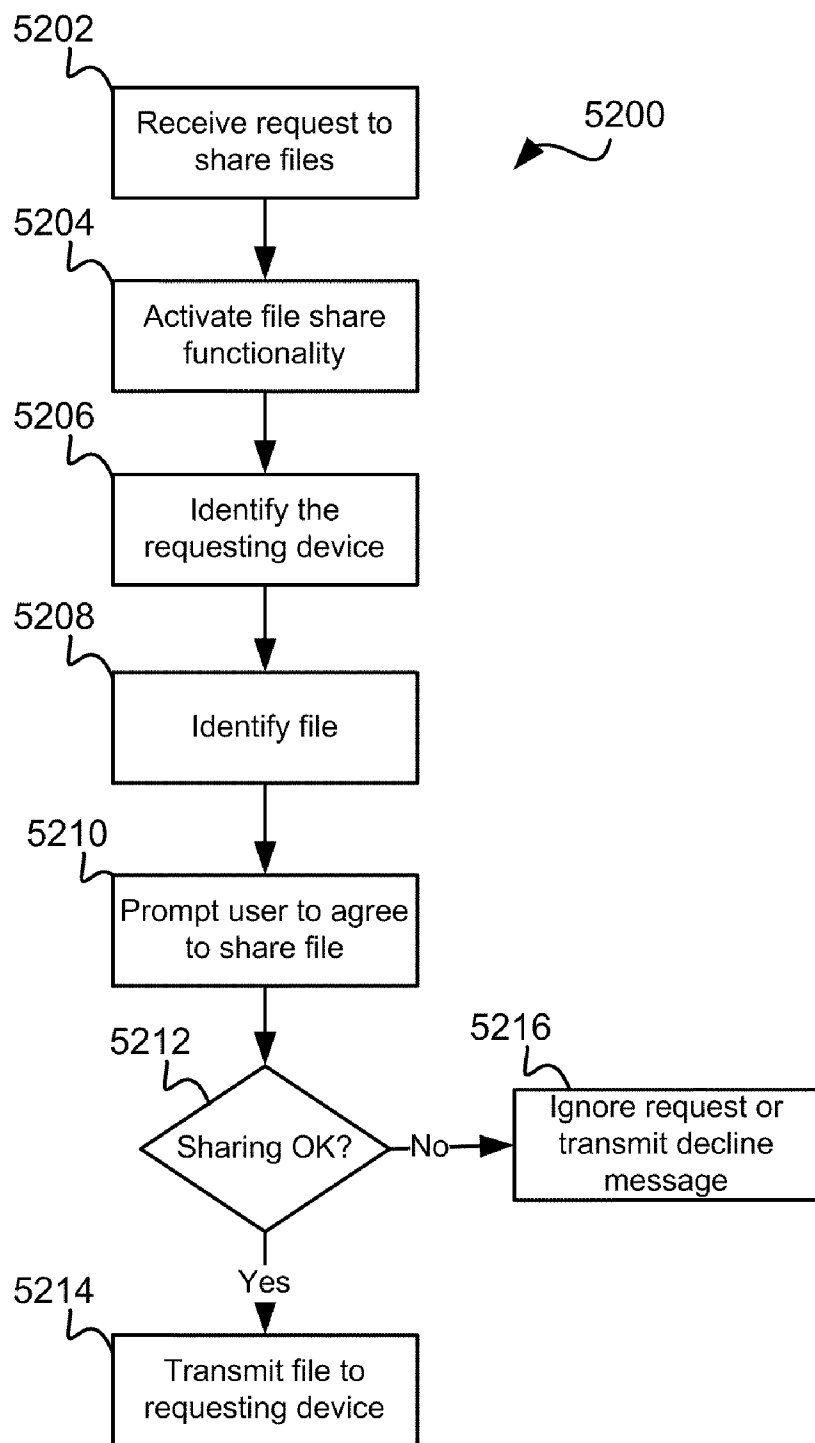 5202
Receive request to
share files
5200
5204
Activate file share
functionality
5206
Identify the
requesting device
5208
Identify file
5210
Prompt user to agree
to share file
5212
Sharing OK?
No
5216
Ignore request or
transmit decline
message
Yes
5214
Transmit file to
requesting device